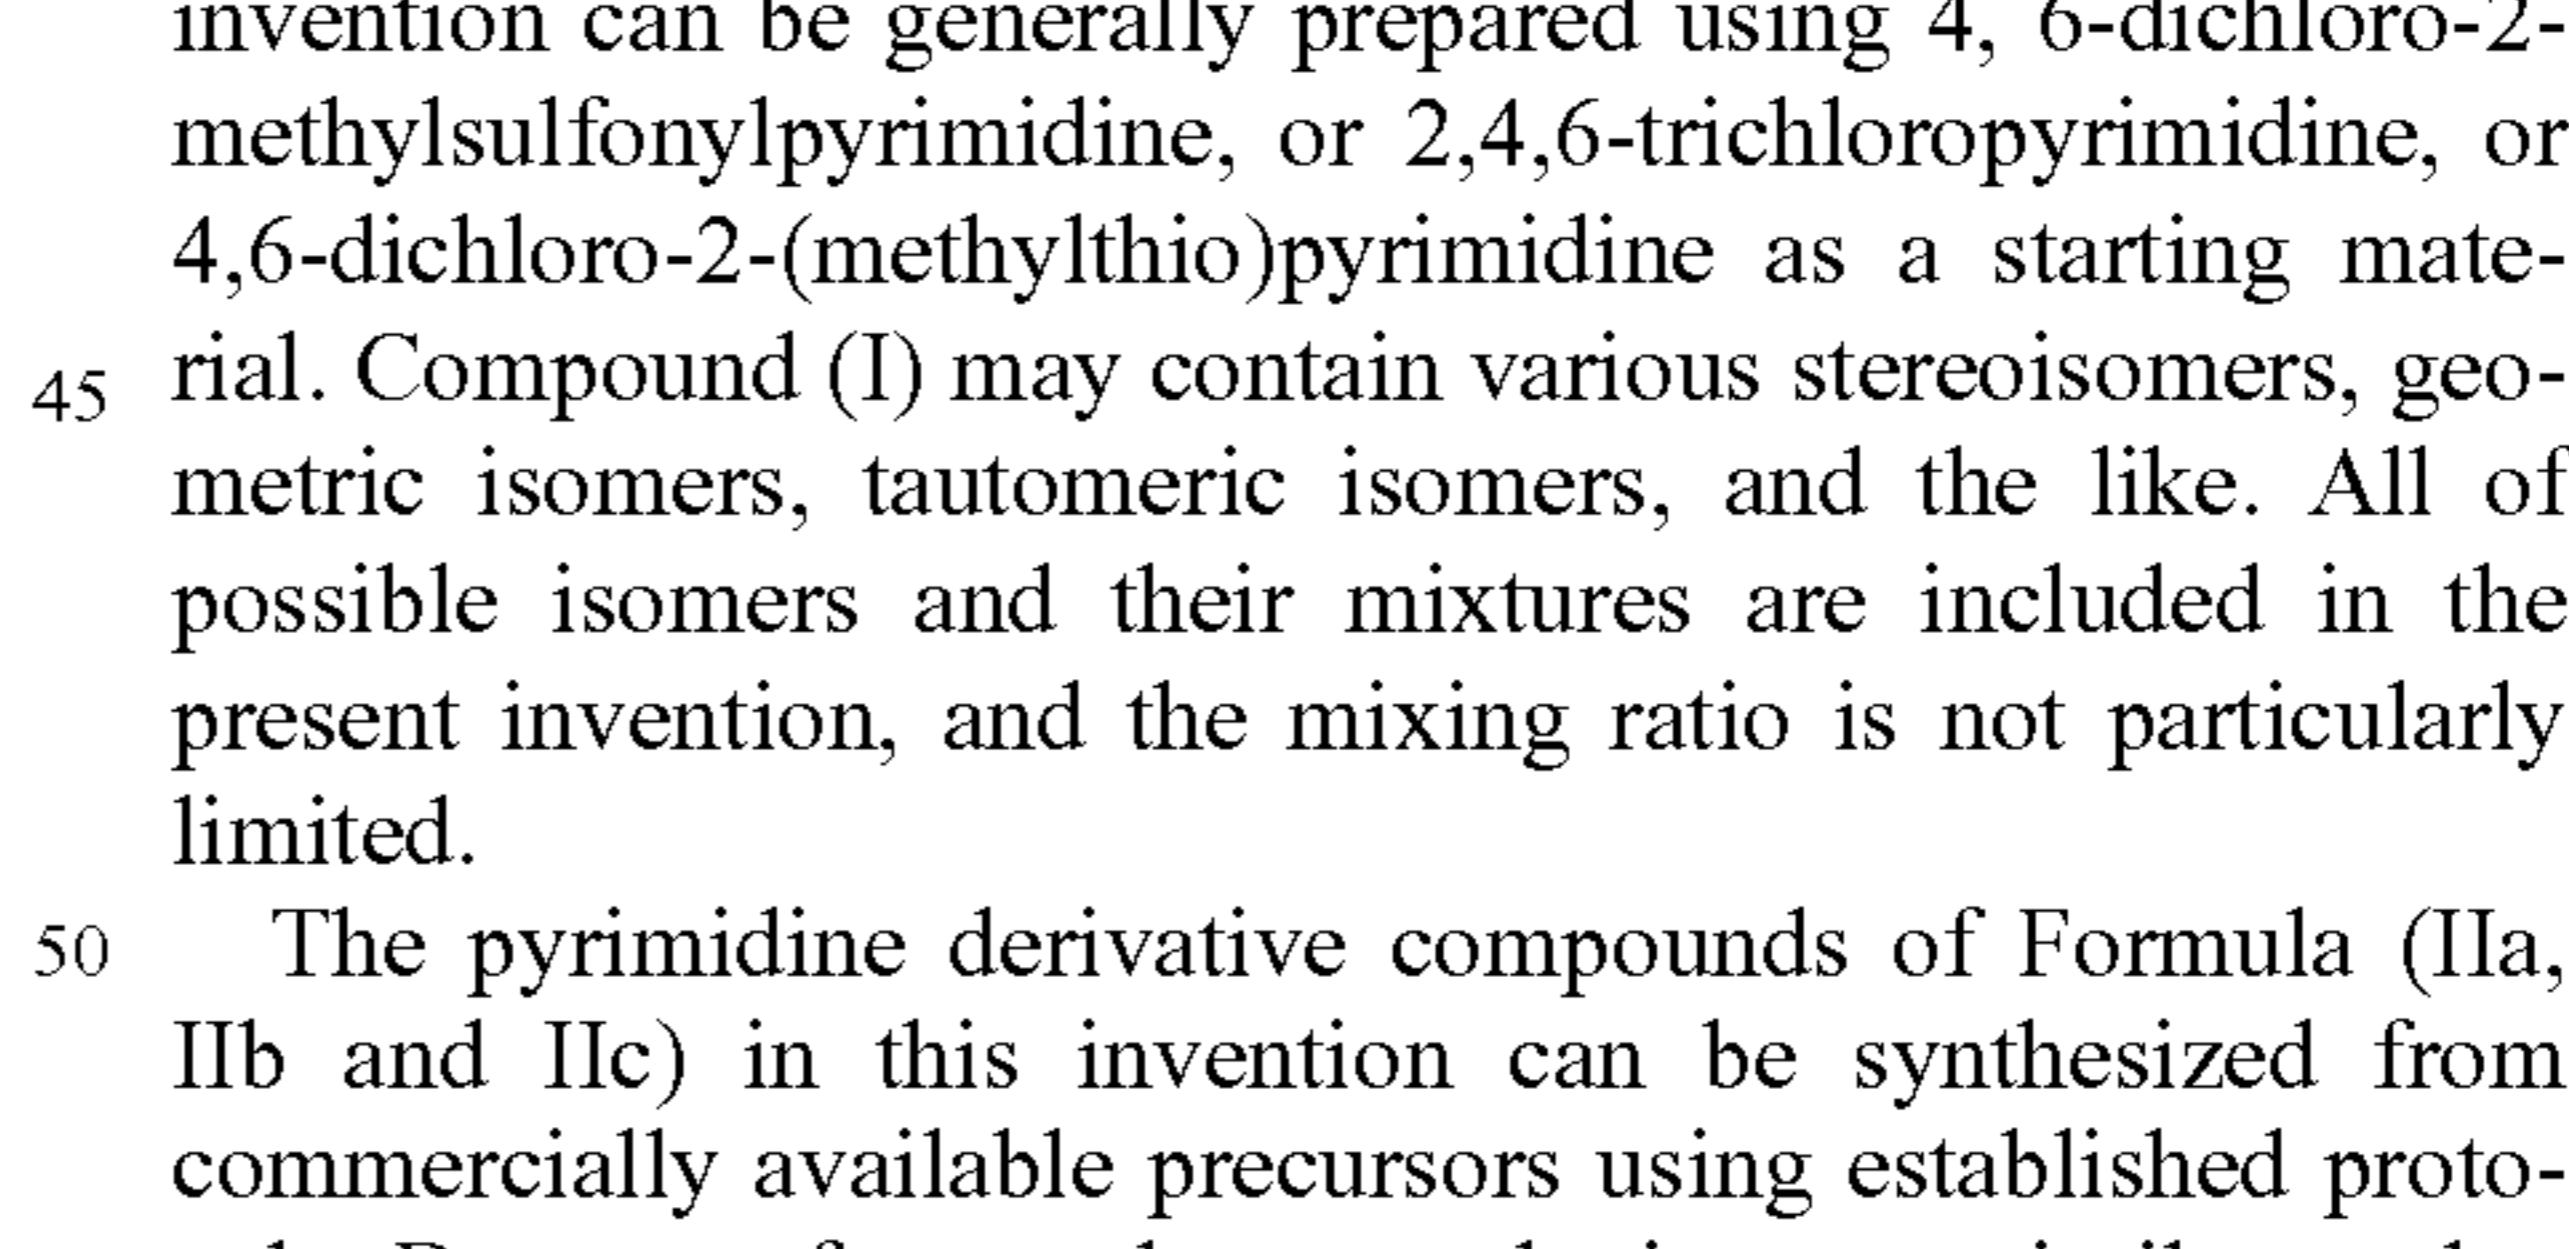 invention can be generally prepared using 4, 6-dichloro-2-
methylsulfonylpyrimidine, or 2,4,6-trichloropyrimidine, or
4,6-dichloro-2-(methylthio)pyrimidine as a starting mate-
45 rial. Compound (I) may contain various stereoisomers, geo-
metric isomers, tautomeric isomers, and the like. All of
possible isomers and their mixtures are included in the
present invention, and the mixing ratio is not particularly
limited.
50 The pyrimidine derivative compounds of Formula (IIa,
IIb and IIc) in this invention can be synthesized from
commercially available precursors using established proto-